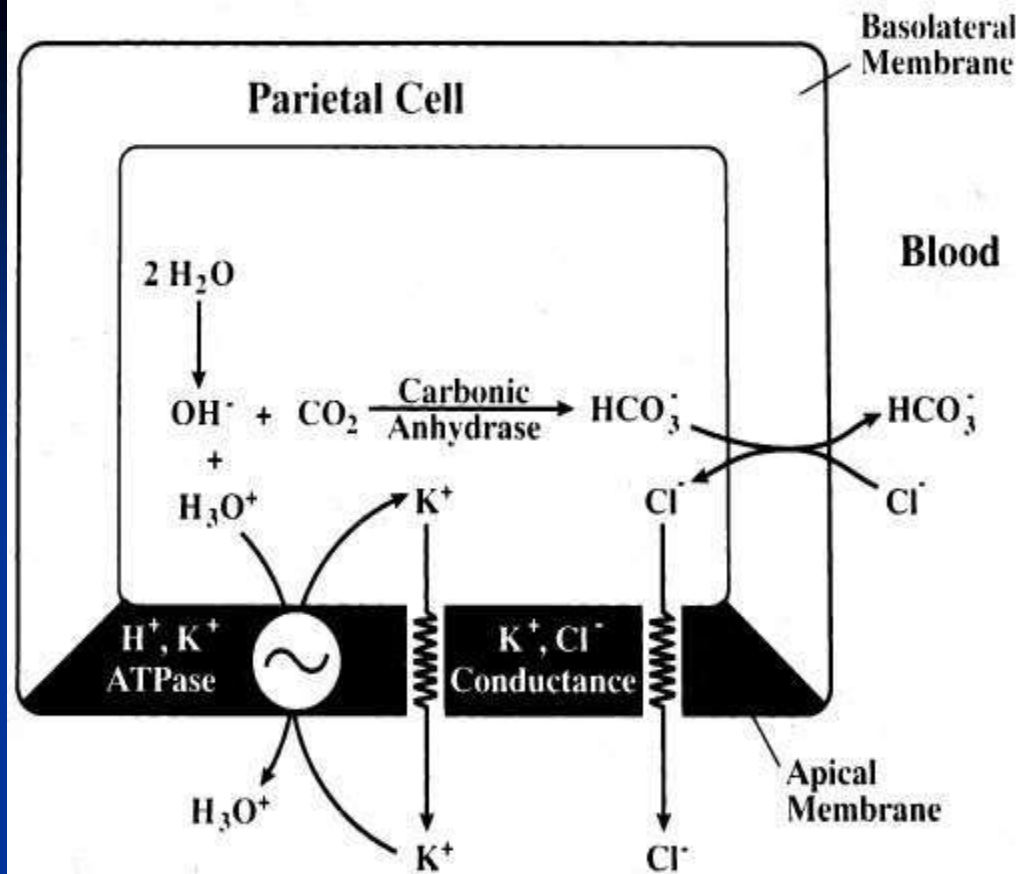 Basolateral
Membrane
Parietal Cell
Blood
2 H₂O
OH⁻ + CO₂ Carbonic Anhydrase HCO₃⁻ HCO₃⁻
+
H₃O⁺ K⁺ Cl⁻ Cl⁻
H⁺, K⁺
ATPase
K⁺, Cl⁻
Conductance
Apical
Membrane
H₃O⁺
K⁺ Cl⁻